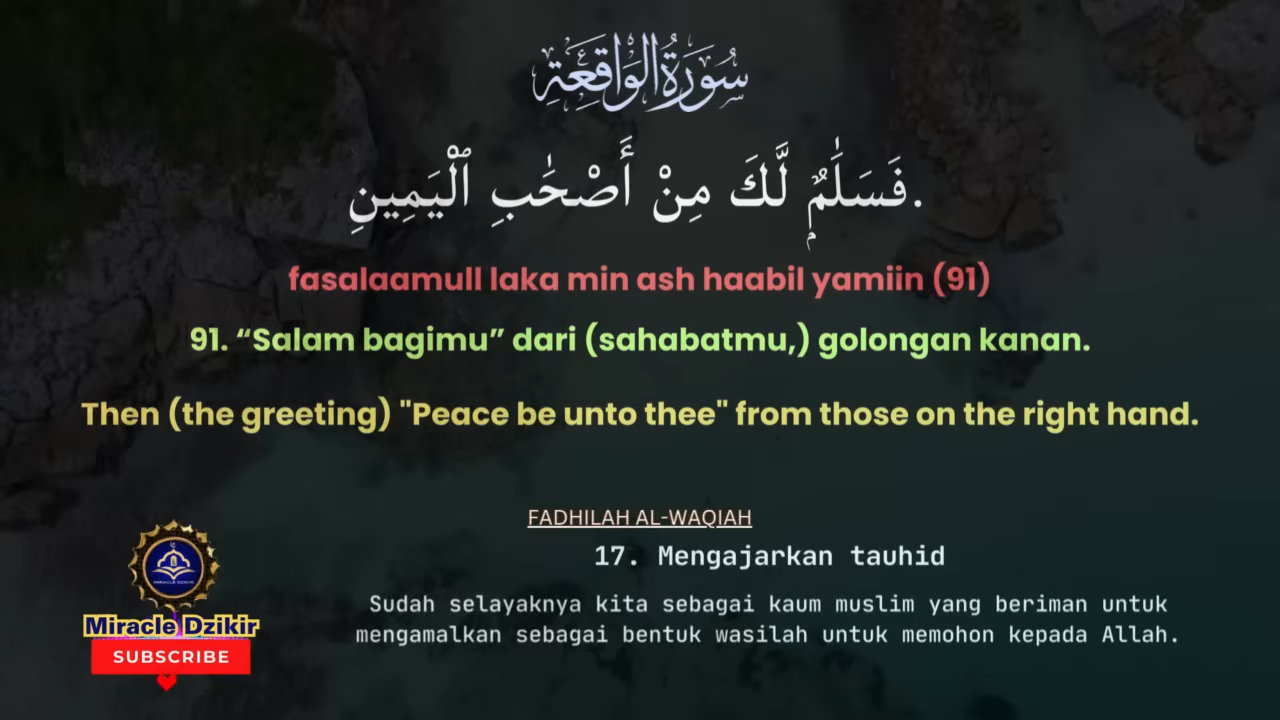 سُورَةُ الوَاقِعَةِ
فَسَلَٰمٌۭ لَّكَ مِنْ أَصْحَٰبِ ٱلْيَمِينِ.
fasalaamull laka min ash haabil yamiin (91)
91. “Salam bagimu” dari (sahabatmu,) golongan kanan.
Then (the greeting) "Peace be unto thee" from those on the right hand.
FADHILAH AL-WAQIAH
17. Mengajarkan tauhid
Sudah selayaknya kita sebagai kaum muslim yang beriman untuk
mengamalkan sebagai bentuk wasilah untuk memohon kepada Allah.
MIRACLE DZIKIR
Miracle Dzikir
SUBSCRIBE